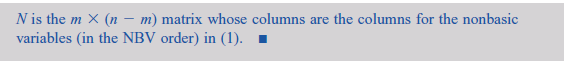 N is the m × (n − m) matrix whose columns are the columns for the nonbasic
variables (in the NBV order) in (1). ■